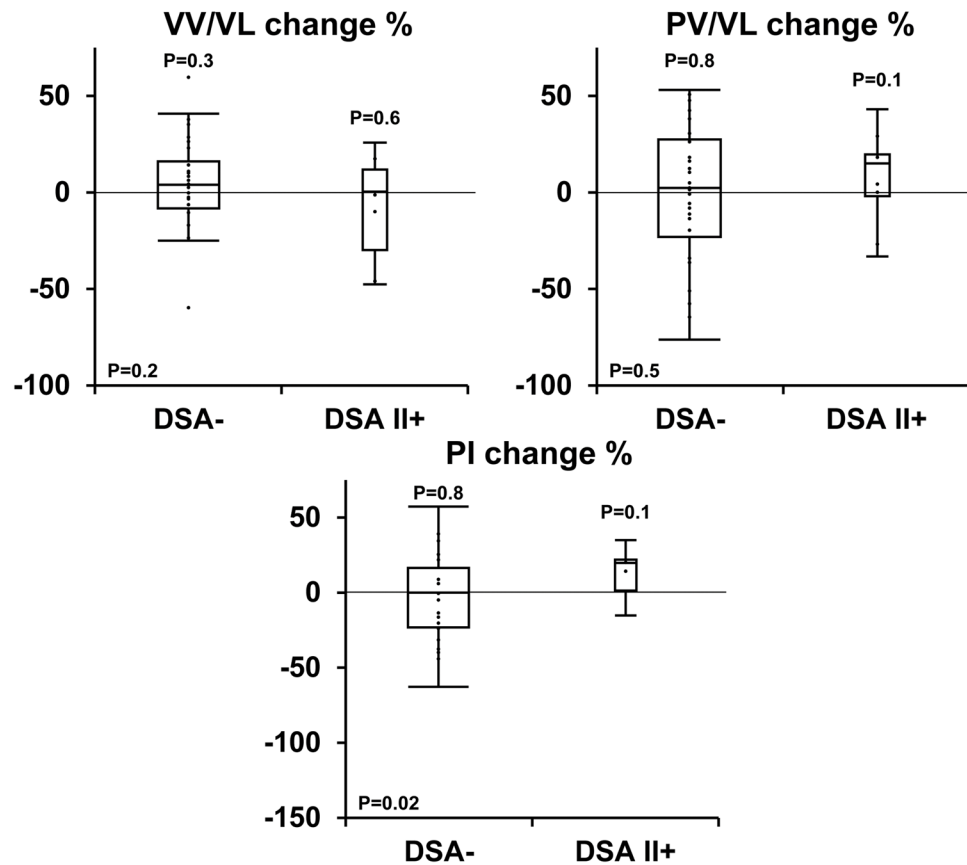 VV/VL change %
P=0.3
P=0.6
50
0
-50
-100
P=0.2
DSA-
DSA II+
PV/VL change %
P=0.8
P=0.1
50
0
-50
-100
P=0.5
DSA-
DSA II+
PI change %
P=0.8
P=0.1
50
0
-50
-100
-150
P=0.02
DSA-
DSA II+